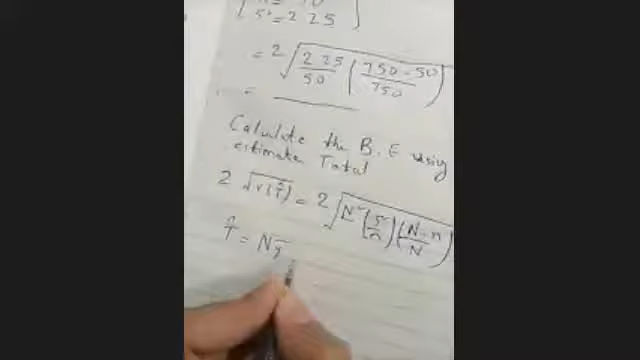 S² = 2 25
= 2 √ 2 25 / 50 ( 750 - 50 / 750 )
= ————
Calculate the B.E using
estimate Total
2 √V(T̂) = 2 √N² (s²/n) (N-n/N)
T̂ = Nȳ